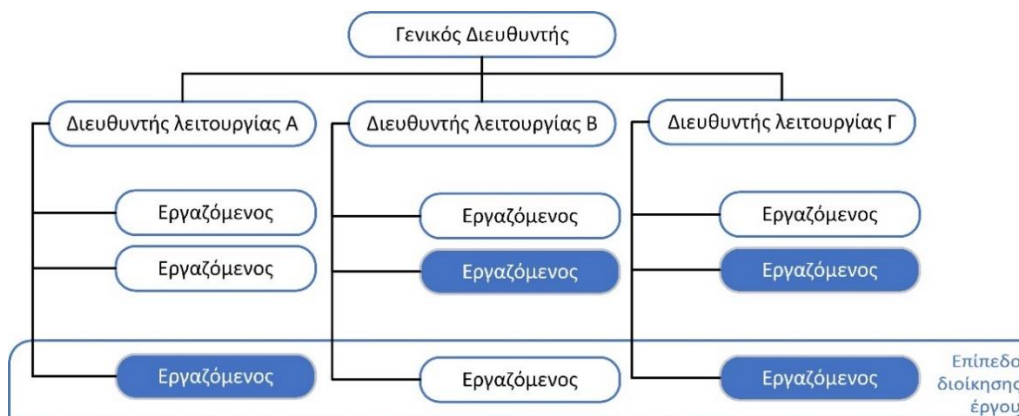 Γενικός Διευθυντής
Διευθυντής λειτουργίας Α
Διευθυντής λειτουργίας Β
Διευθυντής λειτουργίας Γ
Εργαζόμενος
Εργαζόμενος
Εργαζόμενος
Εργαζόμενος
Εργαζόμενος
Εργαζόμενος
Εργαζόμενος
Εργαζόμενος
Εργαζόμενος
Επίπεδο
διοίκησης
έργου